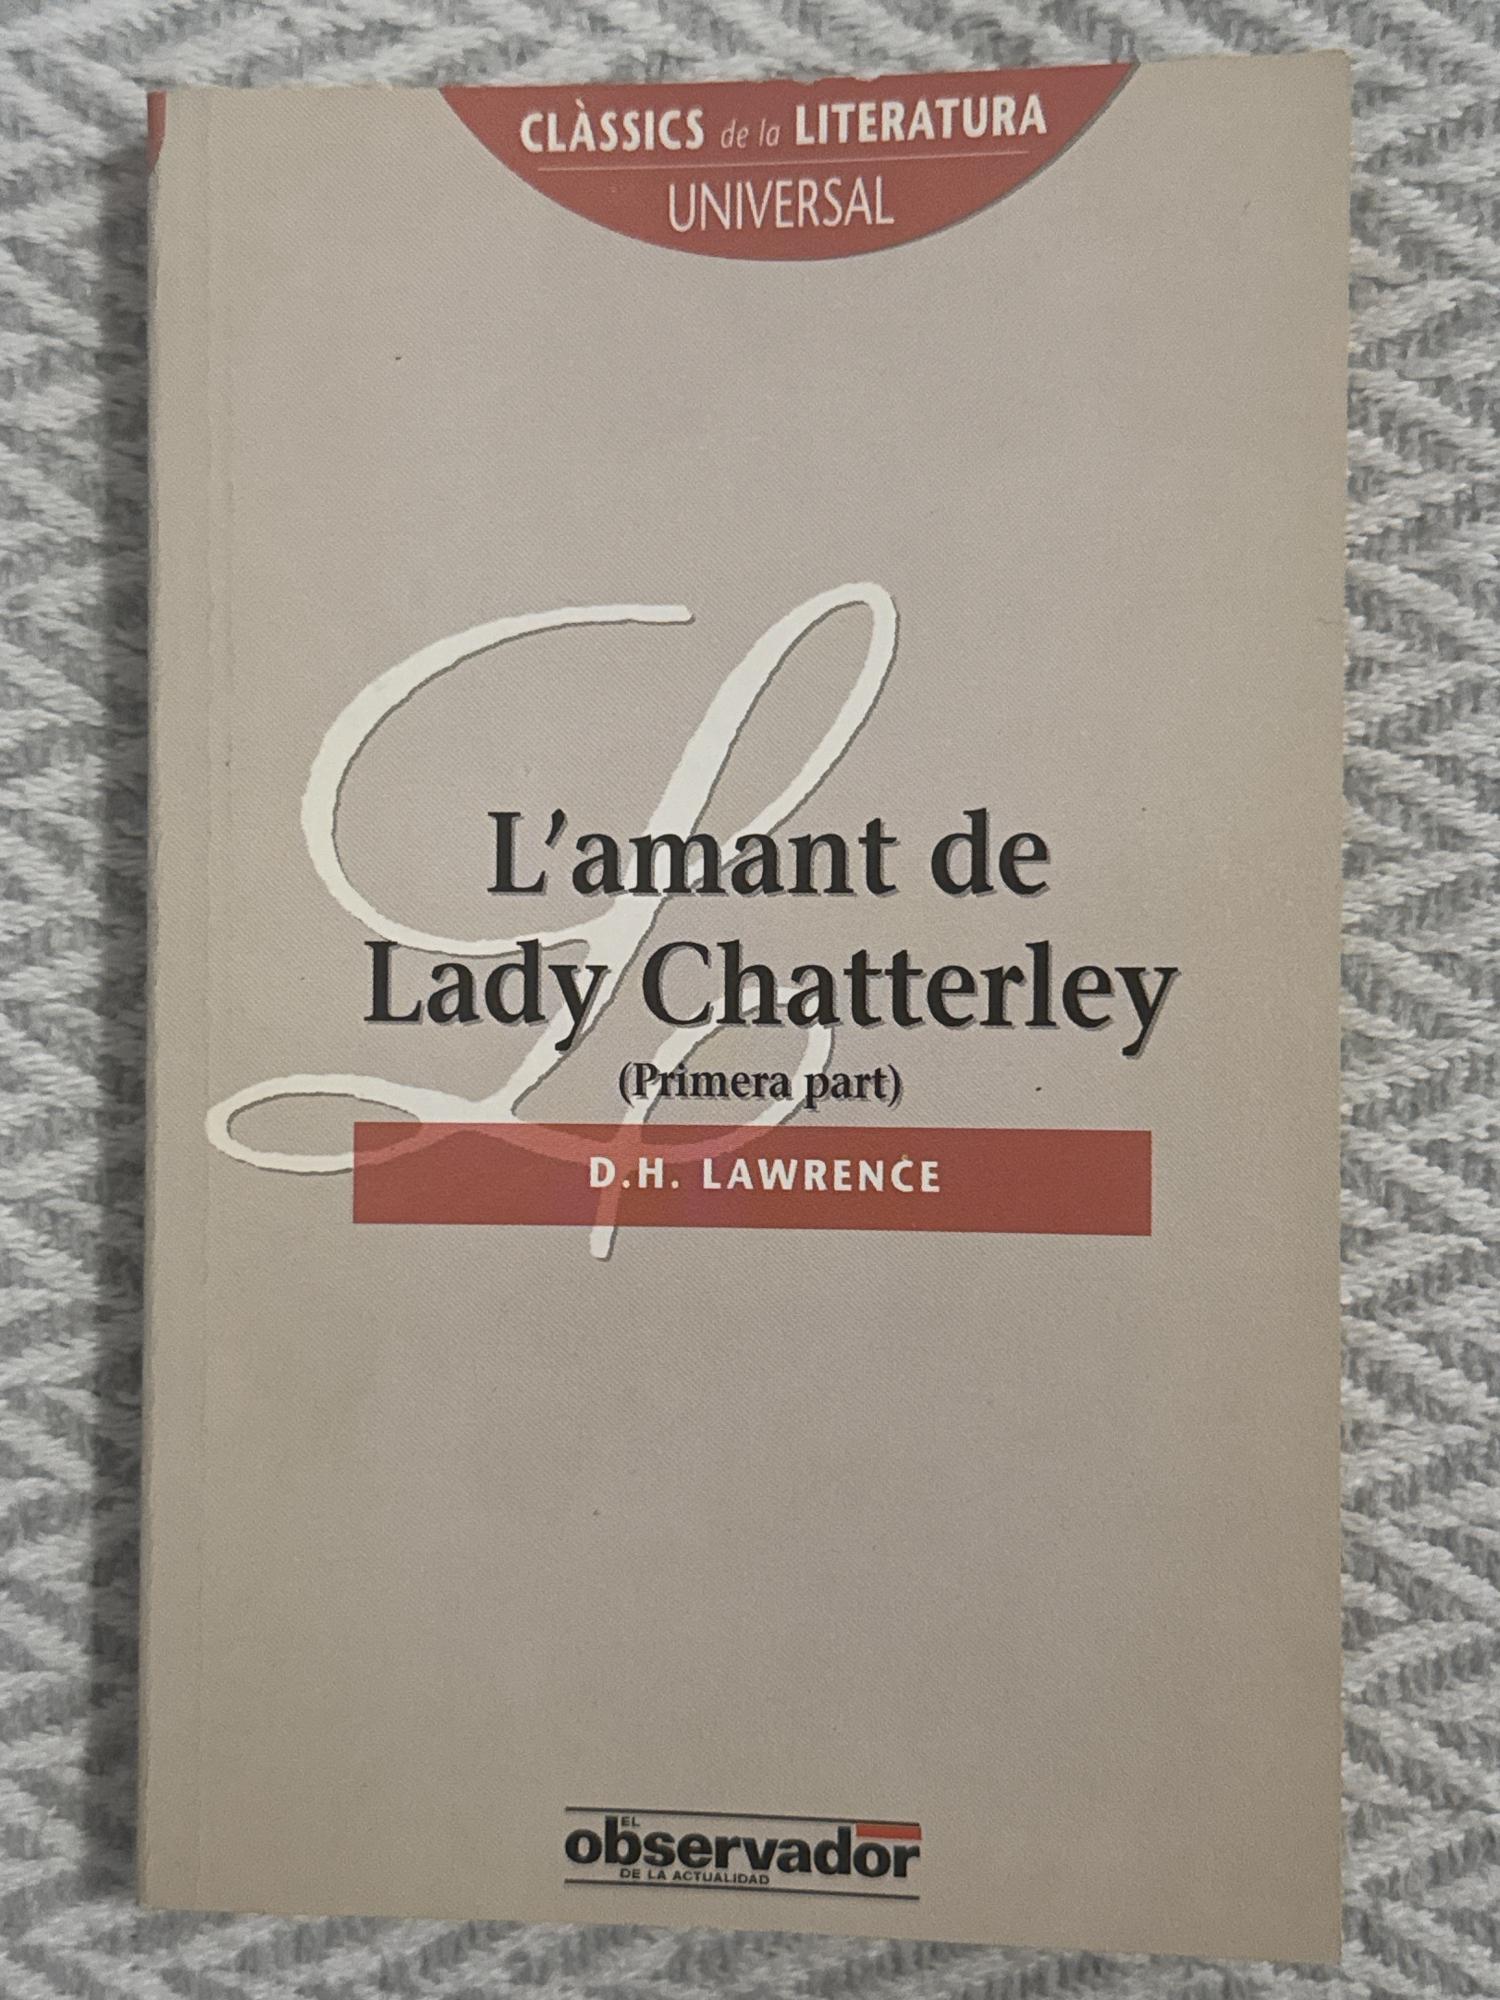 CLÀSSICS de la LITERATURA
UNIVERSAL
L'amant de
Lady Chatterley
(Primera part)
D.H. LAWRENCE
EL
observador
DE LA ACTUALIDAD